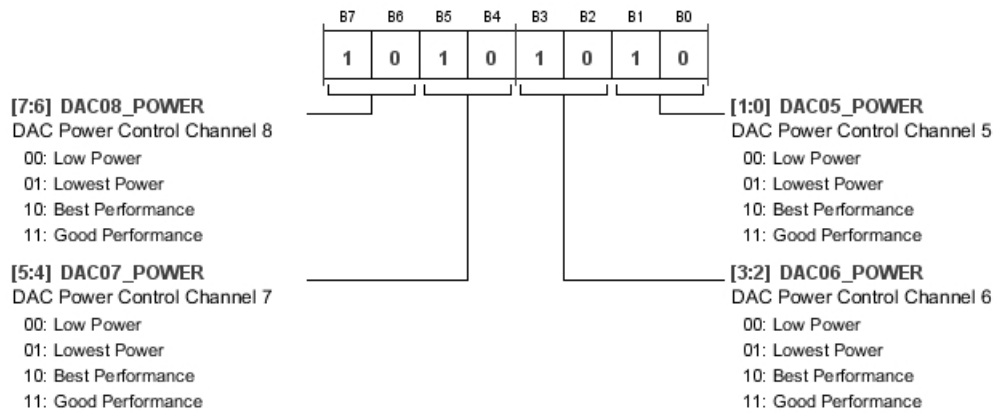 B7 B6 B5 B4 B3 B2 B1 B0
1 0 1 0 1 0 1 0
[7:6] DAC08_POWER
DAC Power Control Channel 8
00: Low Power
01: Lowest Power
10: Best Performance
11: Good Performance
[1:0] DAC05_POWER
DAC Power Control Channel 5
00: Low Power
01: Lowest Power
10: Best Performance
11: Good Performance
[5:4] DAC07_POWER
DAC Power Control Channel 7
00: Low Power
01: Lowest Power
10: Best Performance
11: Good Performance
[3:2] DAC06_POWER
DAC Power Control Channel 6
00: Low Power
01: Lowest Power
10: Best Performance
11: Good Performance